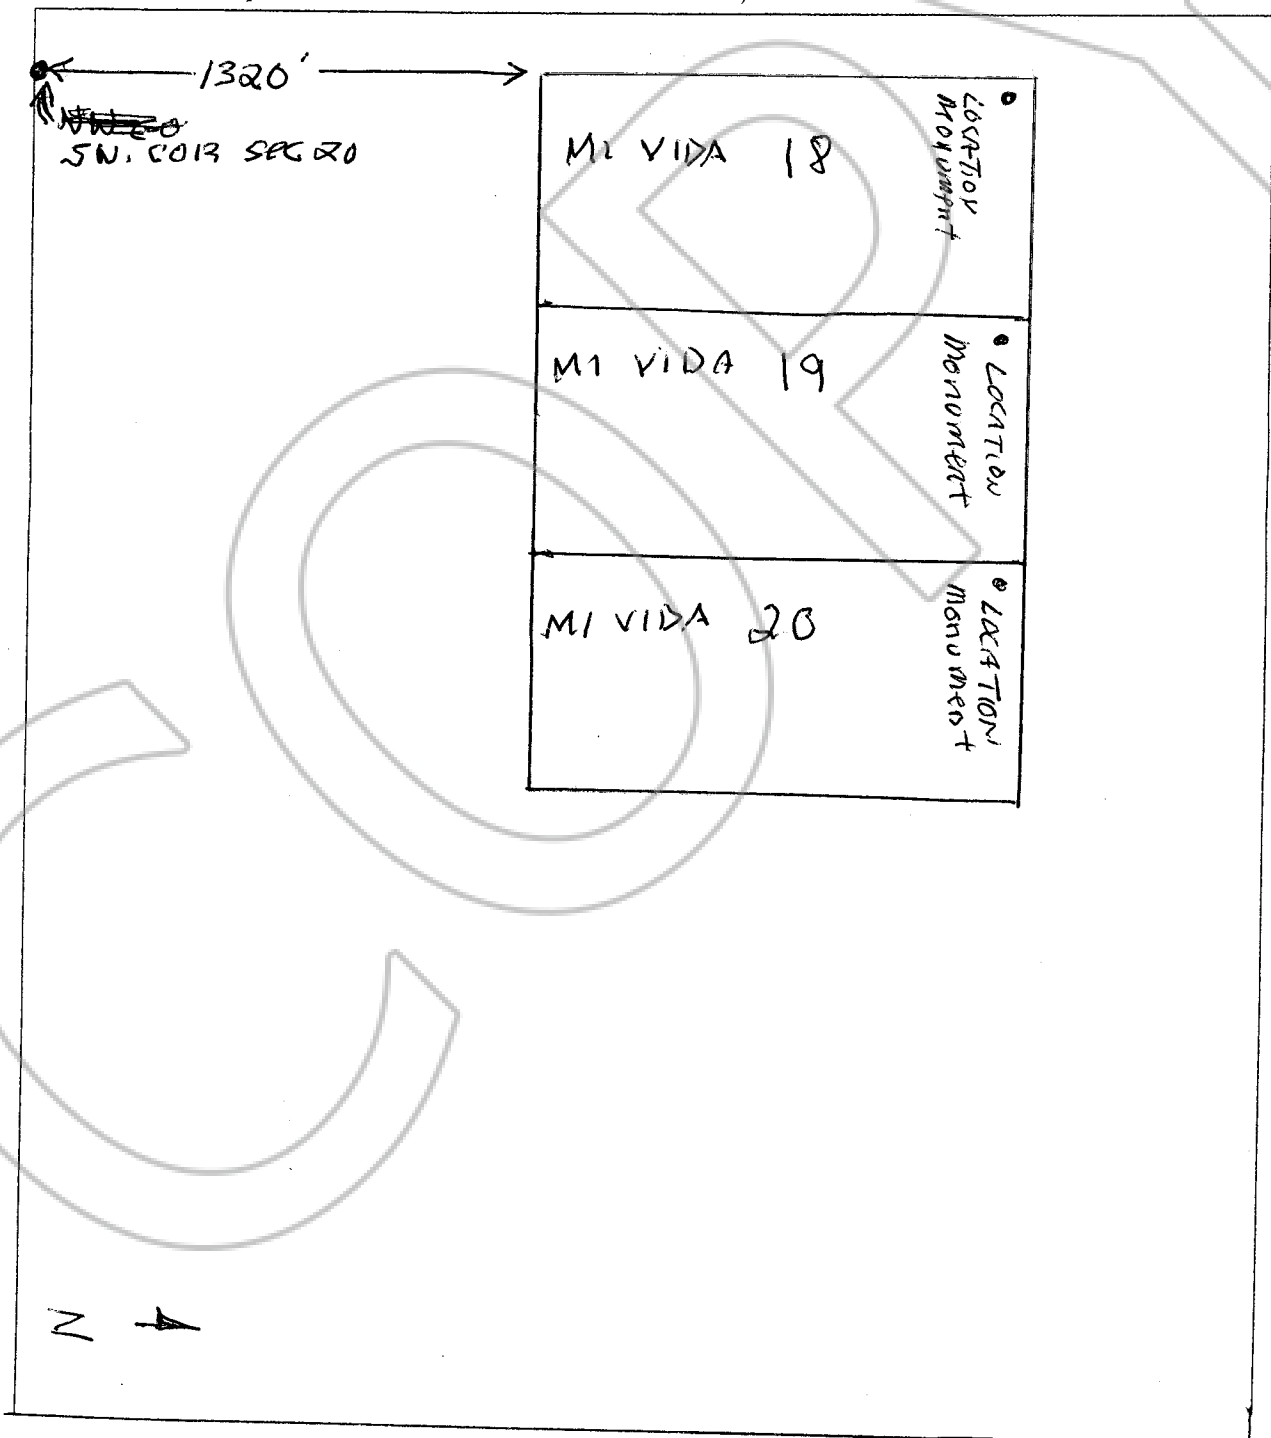 1320'
SW. COR SEC 20
MI VIDA 18
LOCATION
MONUMENT
MI VIDA 19
LOCATION
monument
MI VIDA 20
LOCATION
monument
N
COPY